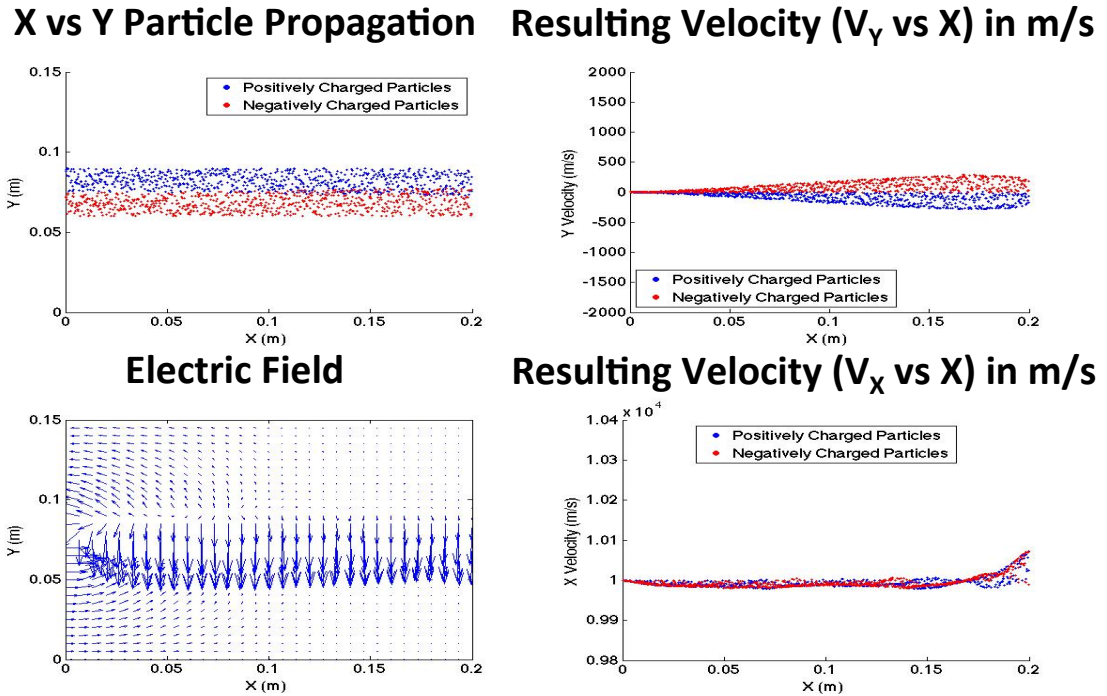 X vs Y Particle Propagation
Resulting Velocity (VY vs X) in m/s
0.15
0.1
0.05
0
Y (m)
Positively Charged Particles
Negatively Charged Particles
0 0.05 0.1 0.15 0.2
X (m)
2000
1500
1000
500
0
-500
-1000
-1500
-2000
Y Velocity (m/s)
Positively Charged Particles
Negatively Charged Particles
0 0.05 0.1 0.15 0.2
X (m)
Electric Field
Resulting Velocity (VX vs X) in m/s
0.15
0.1
0.05
0
Y (m)
0 0.05 0.1 0.15 0.2
X (m)
x 10^4
1.04
1.03
1.02
1.01
1
0.99
0.98
X Velocity (m/s)
Positively Charged Particles
Negatively Charged Particles
0 0.05 0.1 0.15 0.2
X (m)